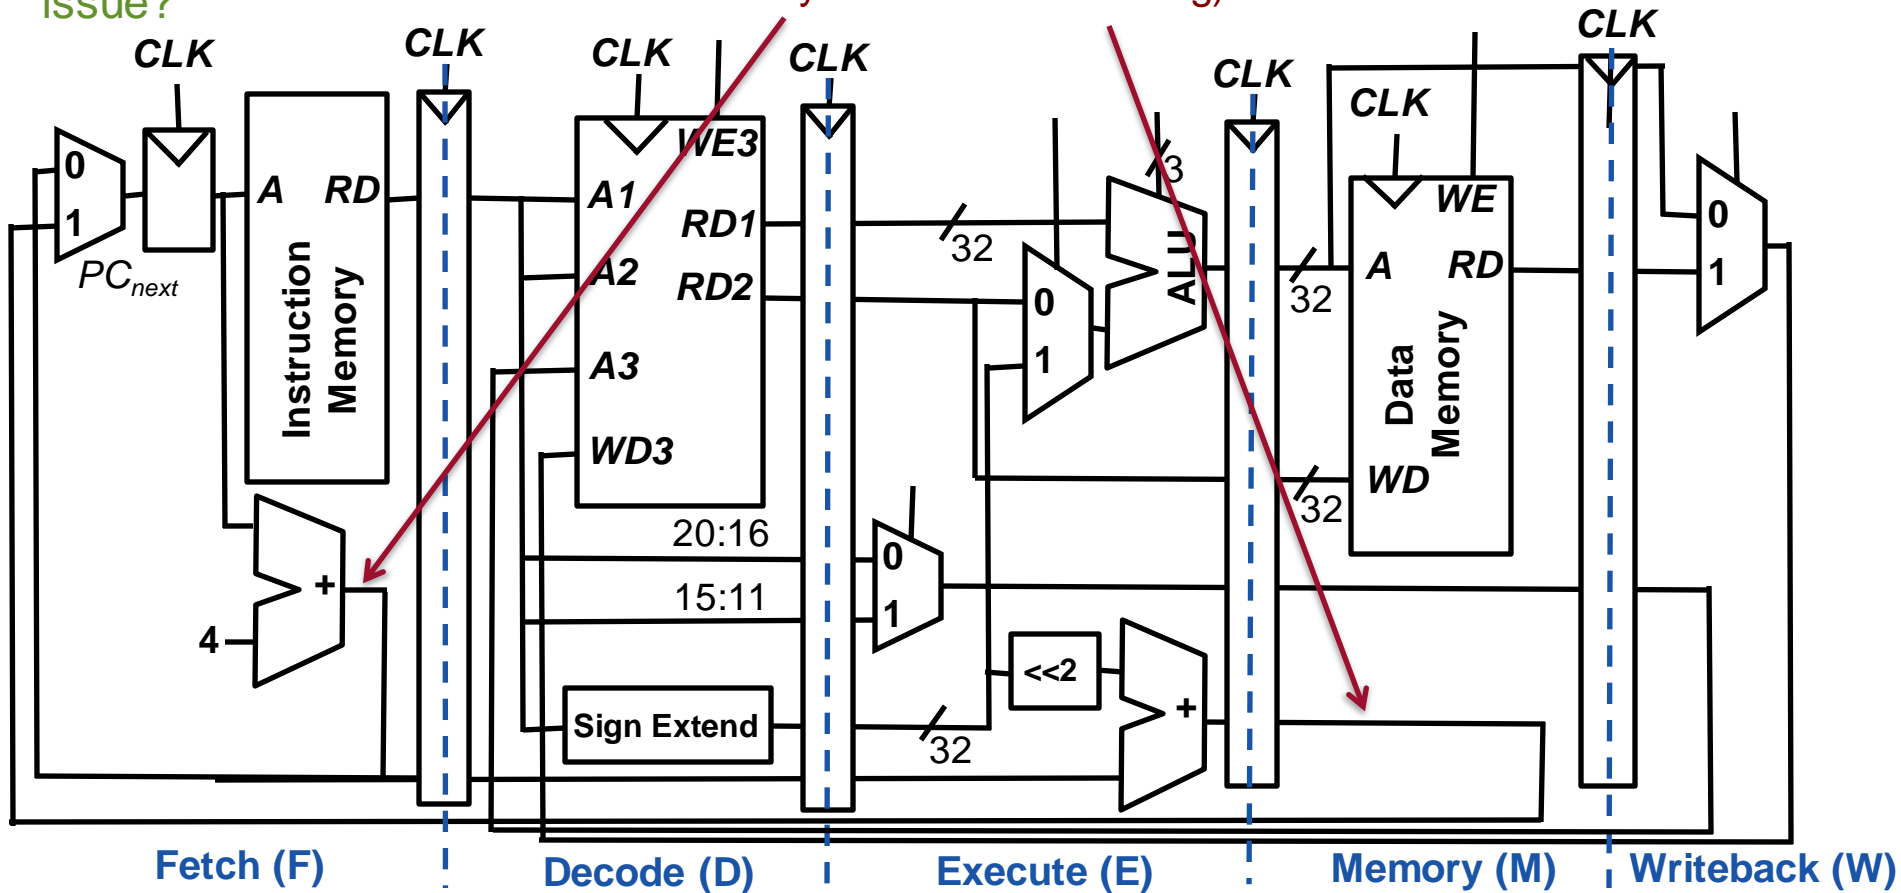 issue?
CLK
CLK
CLK
CLK
CLK
CLK
CLK
0
1
PCnext
A RD
Instruction
Memory
WE3
A1
RD1
A2
RD2
A3
WD3
32
3
ALU
0
1
32
A
WE
RD
Data
Memory
WD
32
0
1
4
+
20:16
15:11
0
1
Sign Extend
32
<<2
+
Fetch (F)
Decode (D)
Execute (E)
Memory (M)
Writeback (W)